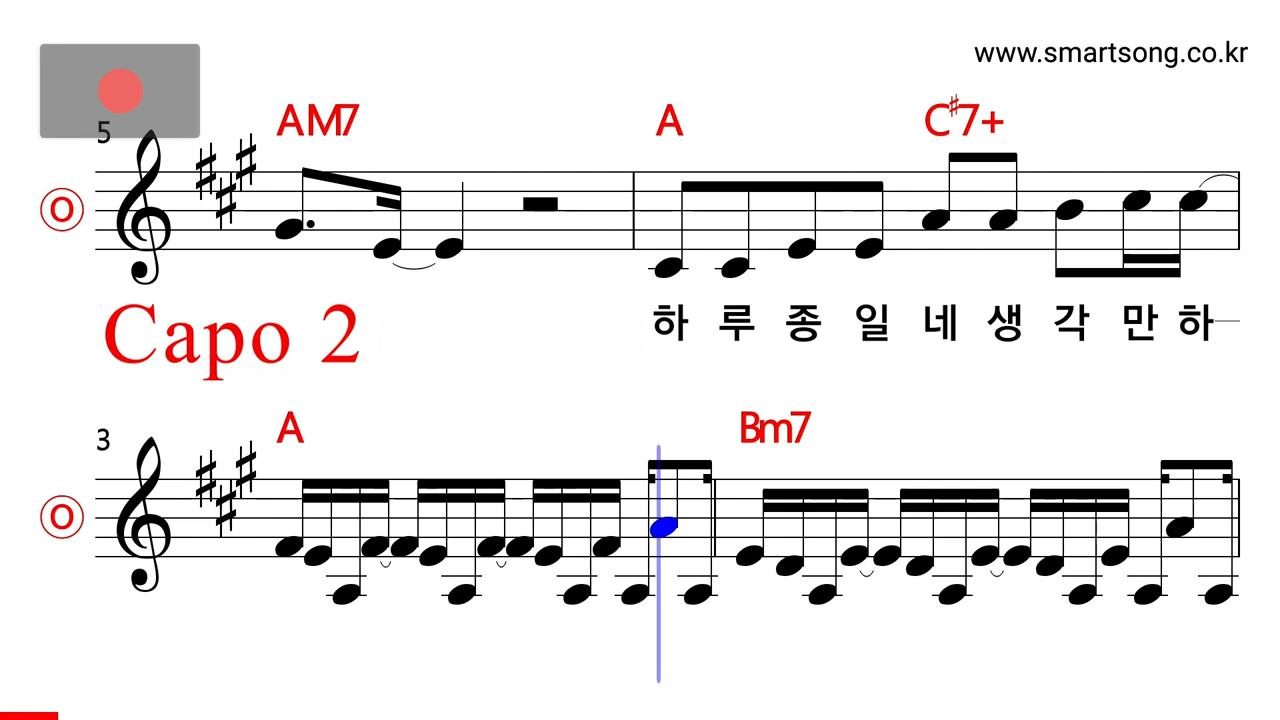 www.smartsong.co.kr
5 AM7 A C♯7+
O
Capo 2 하 루 종 일 네 생 각 만 하
3 A Bm7
O